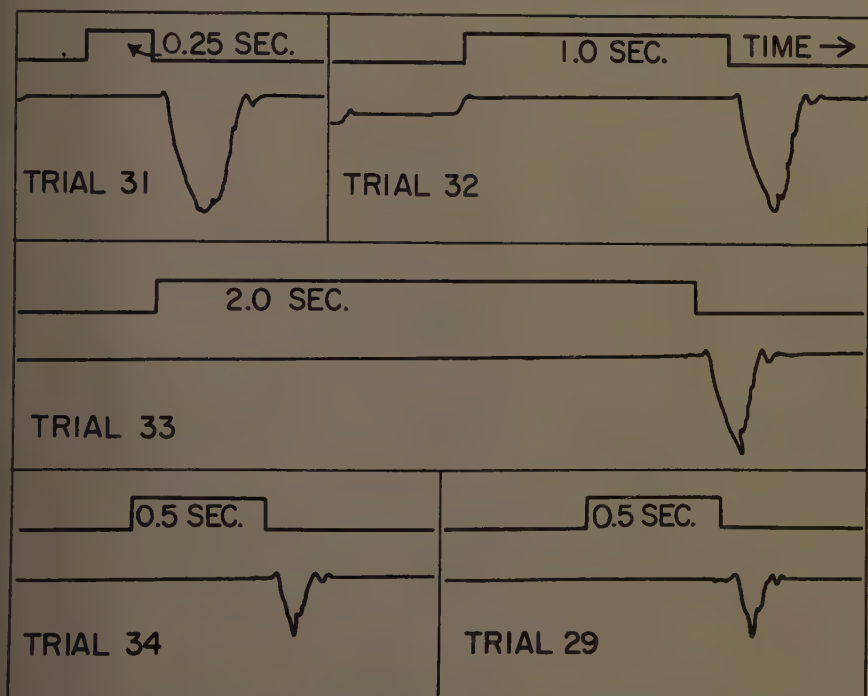 0.25 SEC.
1.0 SEC.
TIME →
TRIAL 31
TRIAL 32
2.0 SEC.
TRIAL 33
0.5 SEC.
0.5 SEC.
TRIAL 34
TRIAL 29